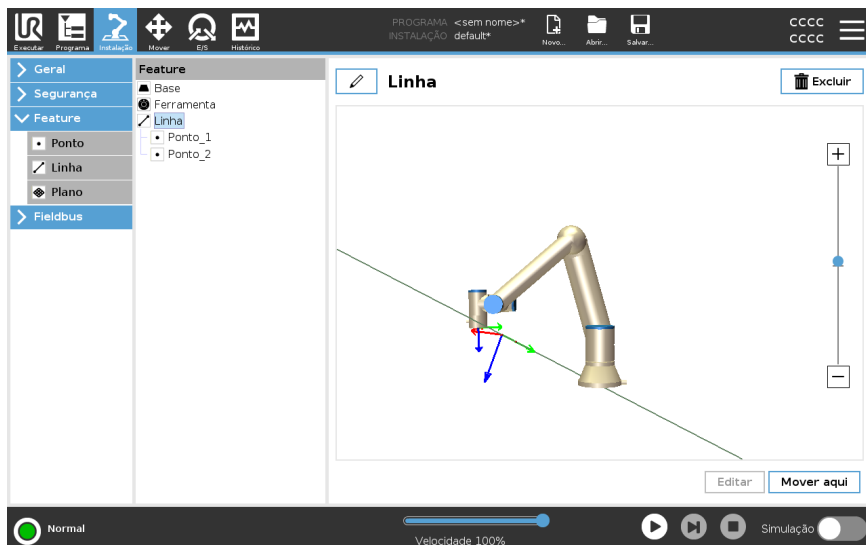 UR
Executar
Programa
Instalação
Mover
E/S
Histórico
PROGRAMA <sem nome>*
INSTALAÇÃO default*
Novo...
Abrir...
Salvar...
CCCC
CCCC
Geral
Segurança
Feature
Ponto
Linha
Plano
Fieldbus
Feature
Base
Ferramenta
Linha
Ponto_1
Ponto_2
Linha
Excluir
Editar
Mover aqui
Normal
Velocidade 100%
Simulação